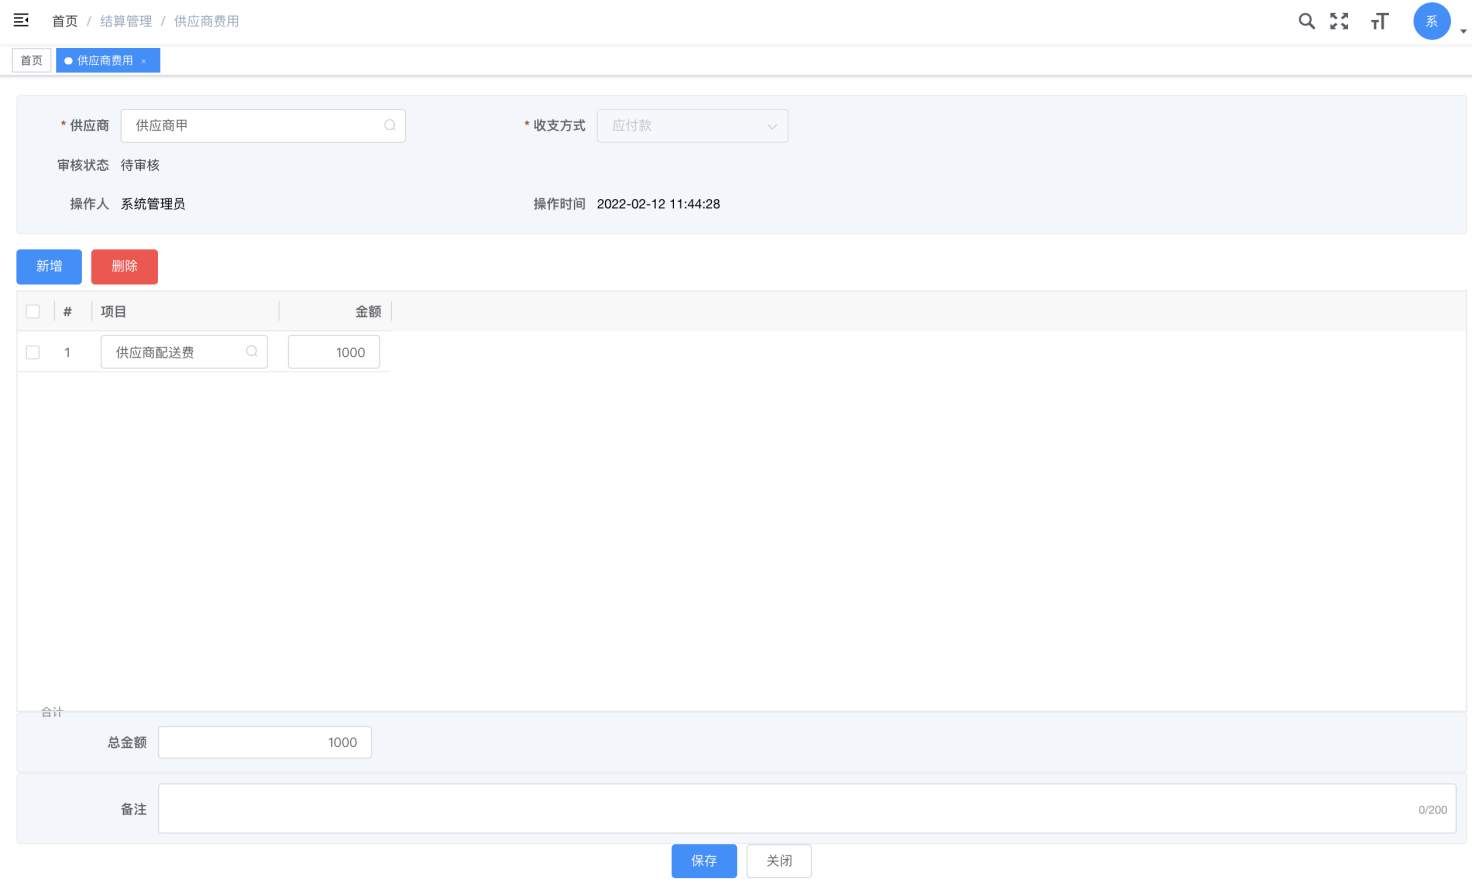 首页 / 结算管理 / 供应商费用
系
首页
供应商费用 ×
* 供应商 供应商甲
* 收支方式 应付款
审核状态 待审核
操作人 系统管理员
操作时间 2022-02-12 11:44:28
新增 删除
# 项目 金额
1 供应商配送费 1000
合计
总金额 1000
备注
0/200
保存 关闭